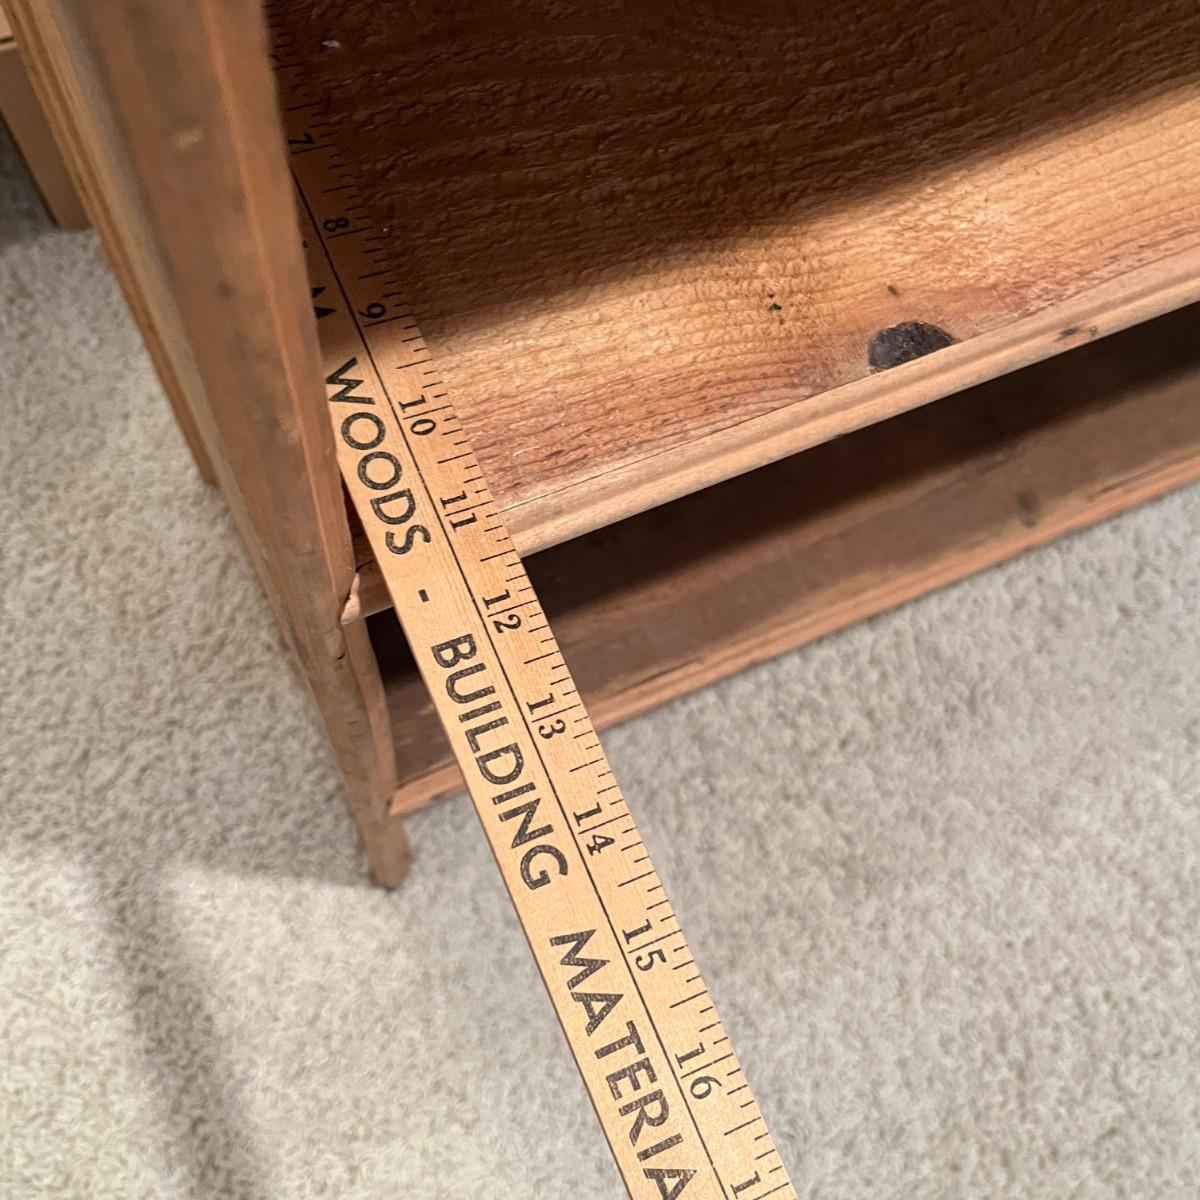 7 8 9 10 11 12 13 14 15 16
WOODS - BUILDING MATERIA